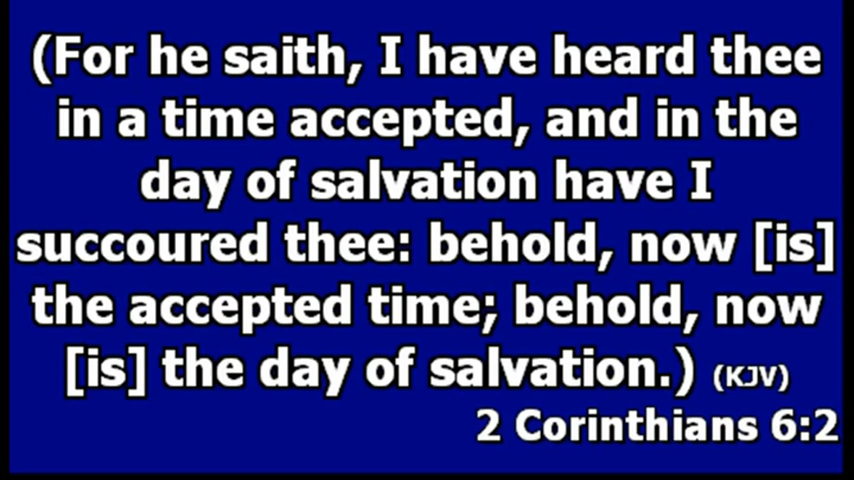 (For he saith, I have heard thee
in a time accepted, and in the
day of salvation have I
succoured thee: behold, now [is]
the accepted time; behold, now
[is] the day of salvation.) (KJV)
2 Corinthians 6:2